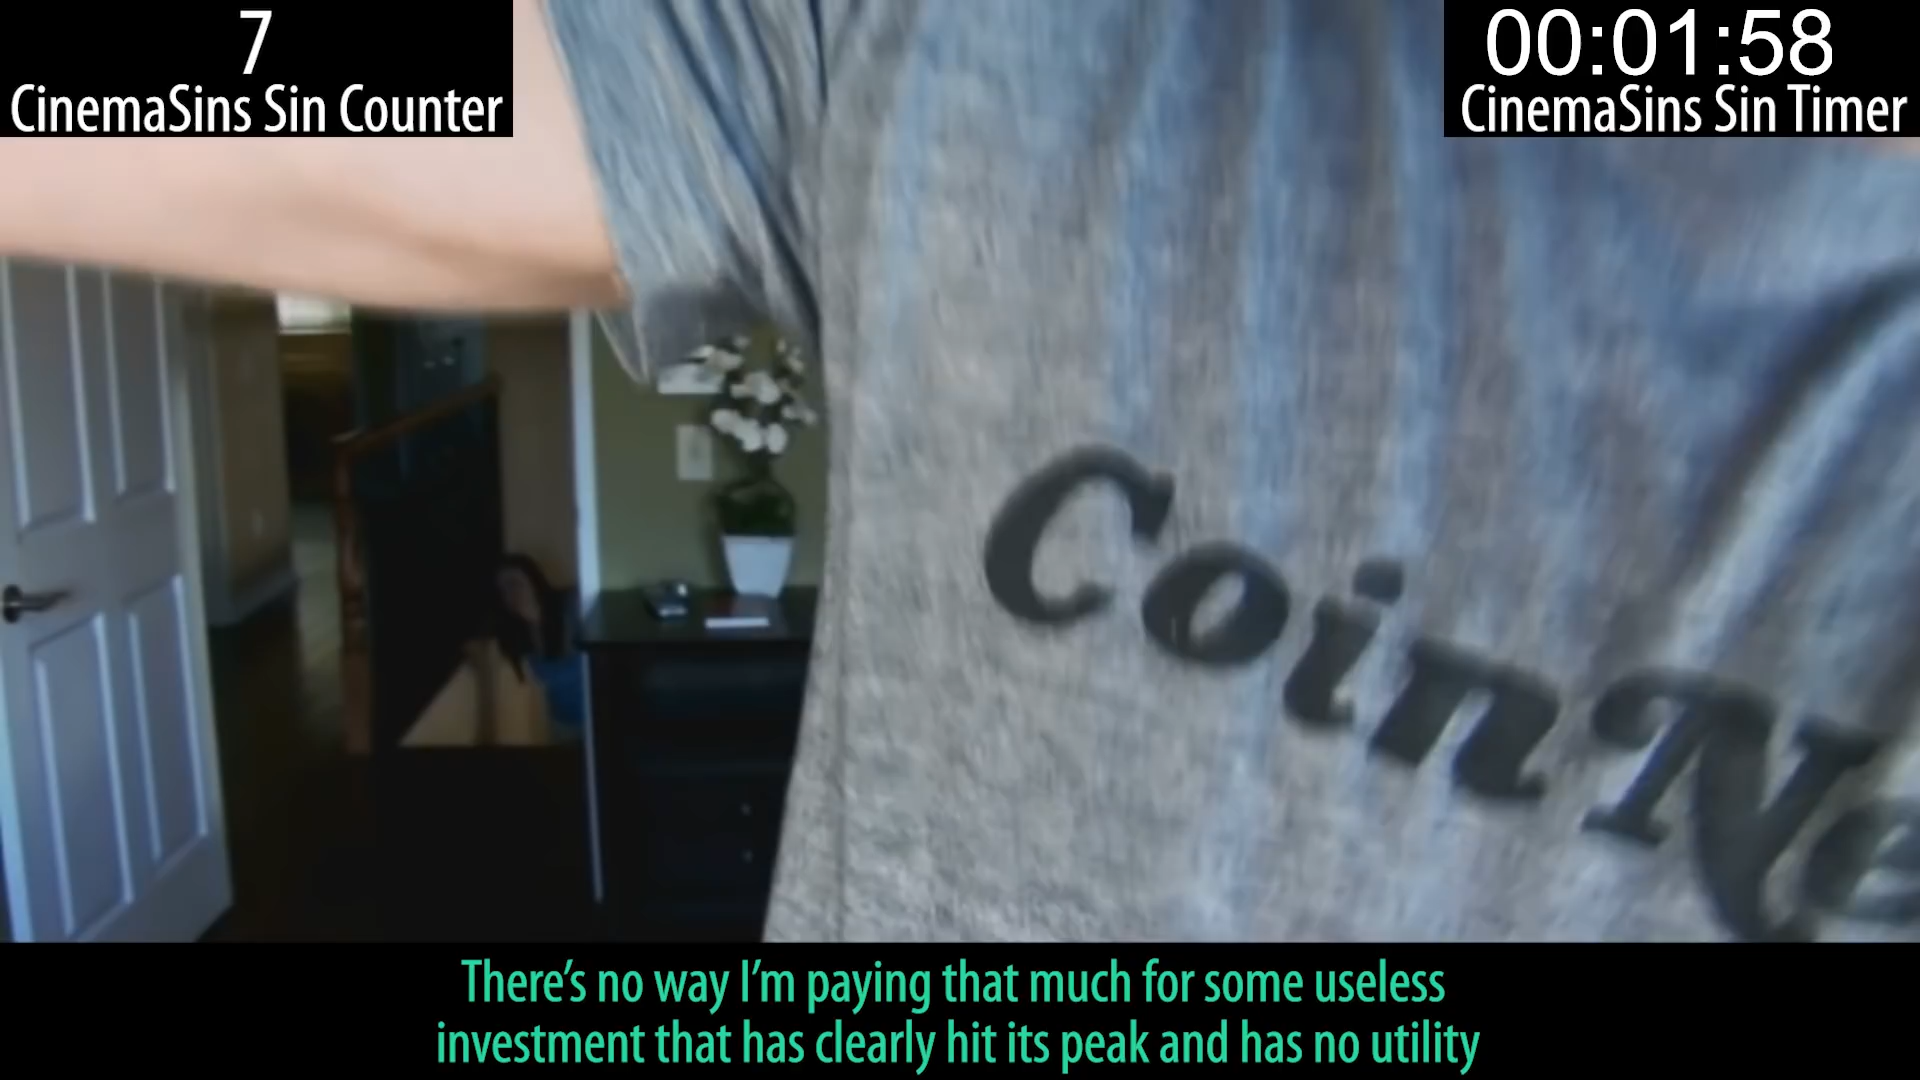 7
CinemaSins Sin Counter
00:01:58
CinemaSins Sin Timer
CoinNe
There's no way I'm paying that much for some useless
investment that has clearly hit its peak and has no utility